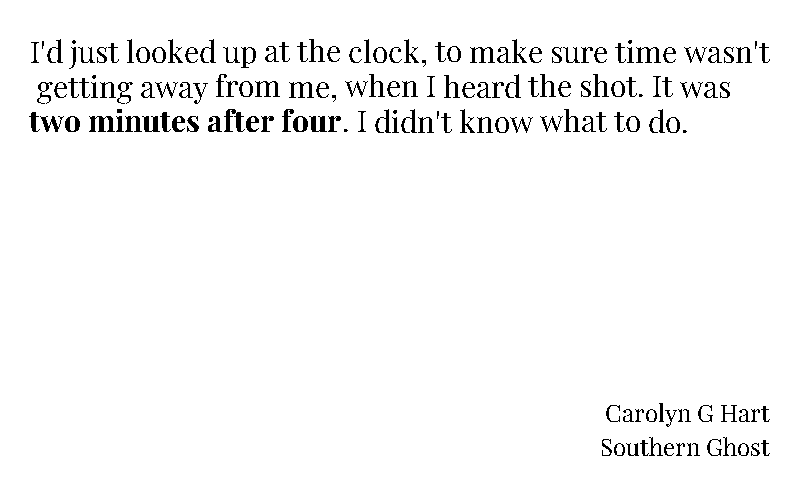 I'd just looked up at the clock, to make sure time wasn't
getting away from me, when I heard the shot. It was
two minutes after four. I didn't know what to do.
Carolyn G Hart
Southern Ghost